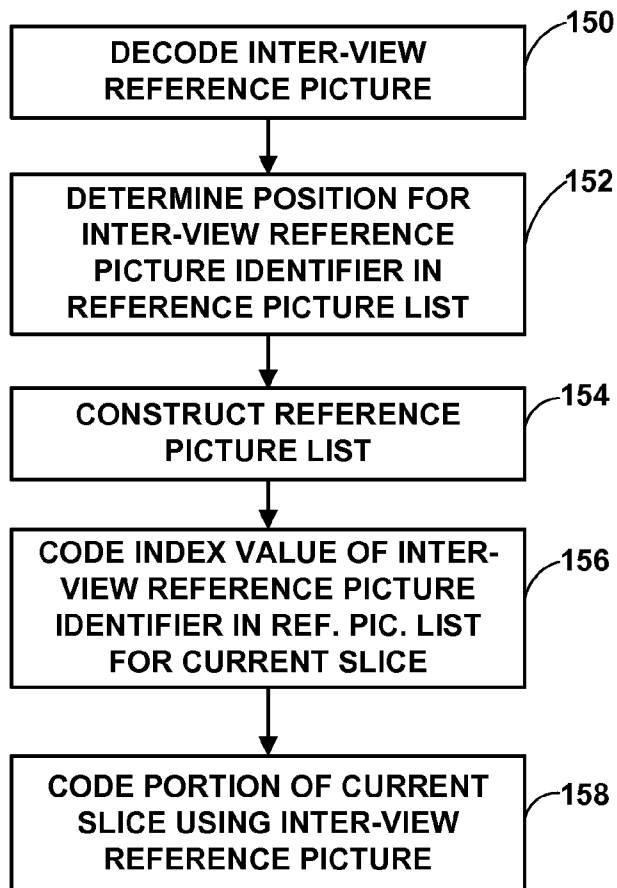 150
DECODE INTER-VIEW
REFERENCE PICTURE
152
DETERMINE POSITION FOR
INTER-VIEW REFERENCE
PICTURE IDENTIFIER IN
REFERENCE PICTURE LIST
154
CONSTRUCT REFERENCE
PICTURE LIST
156
CODE INDEX VALUE OF INTER-
VIEW REFERENCE PICTURE
IDENTIFIER IN REF. PIC. LIST
FOR CURRENT SLICE
158
CODE PORTION OF CURRENT
SLICE USING INTER-VIEW
REFERENCE PICTURE